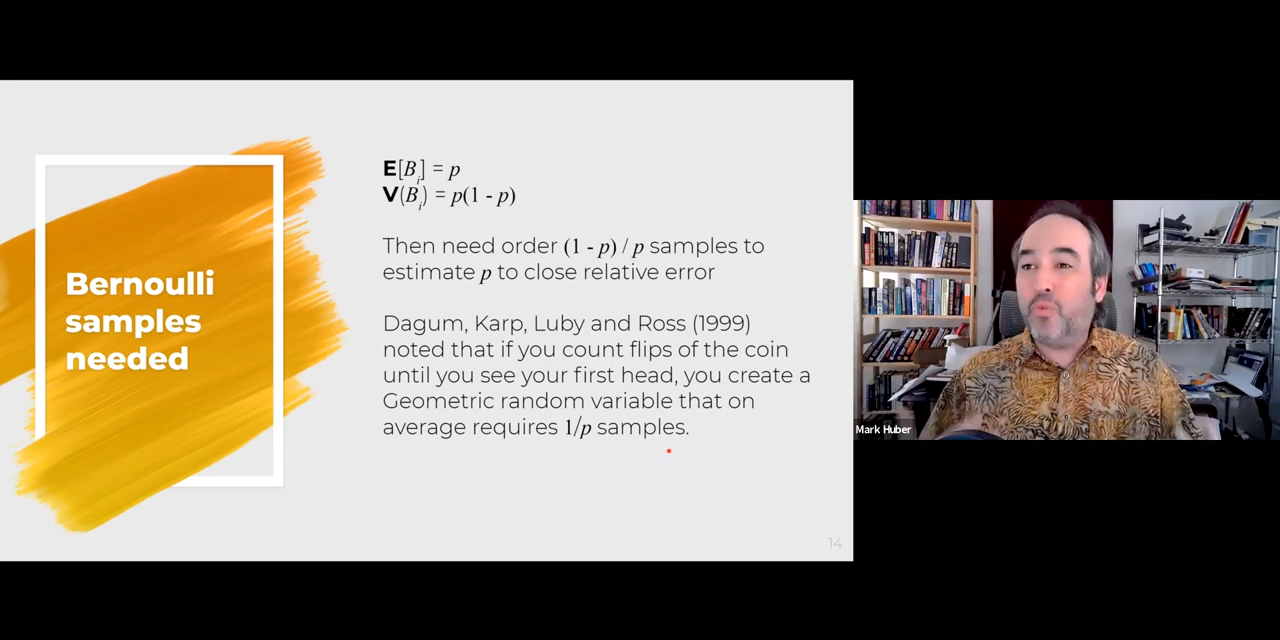 Bernoulli
samples
needed
E[B_i] = p
V(B_i) = p(1 - p)
Then need order (1 - p) / p samples to
estimate p to close relative error
Dagum, Karp, Luby and Ross (1999)
noted that if you count flips of the coin
until you see your first head, you create a
Geometric random variable that on
average requires 1/p samples.
14
Mark Huber